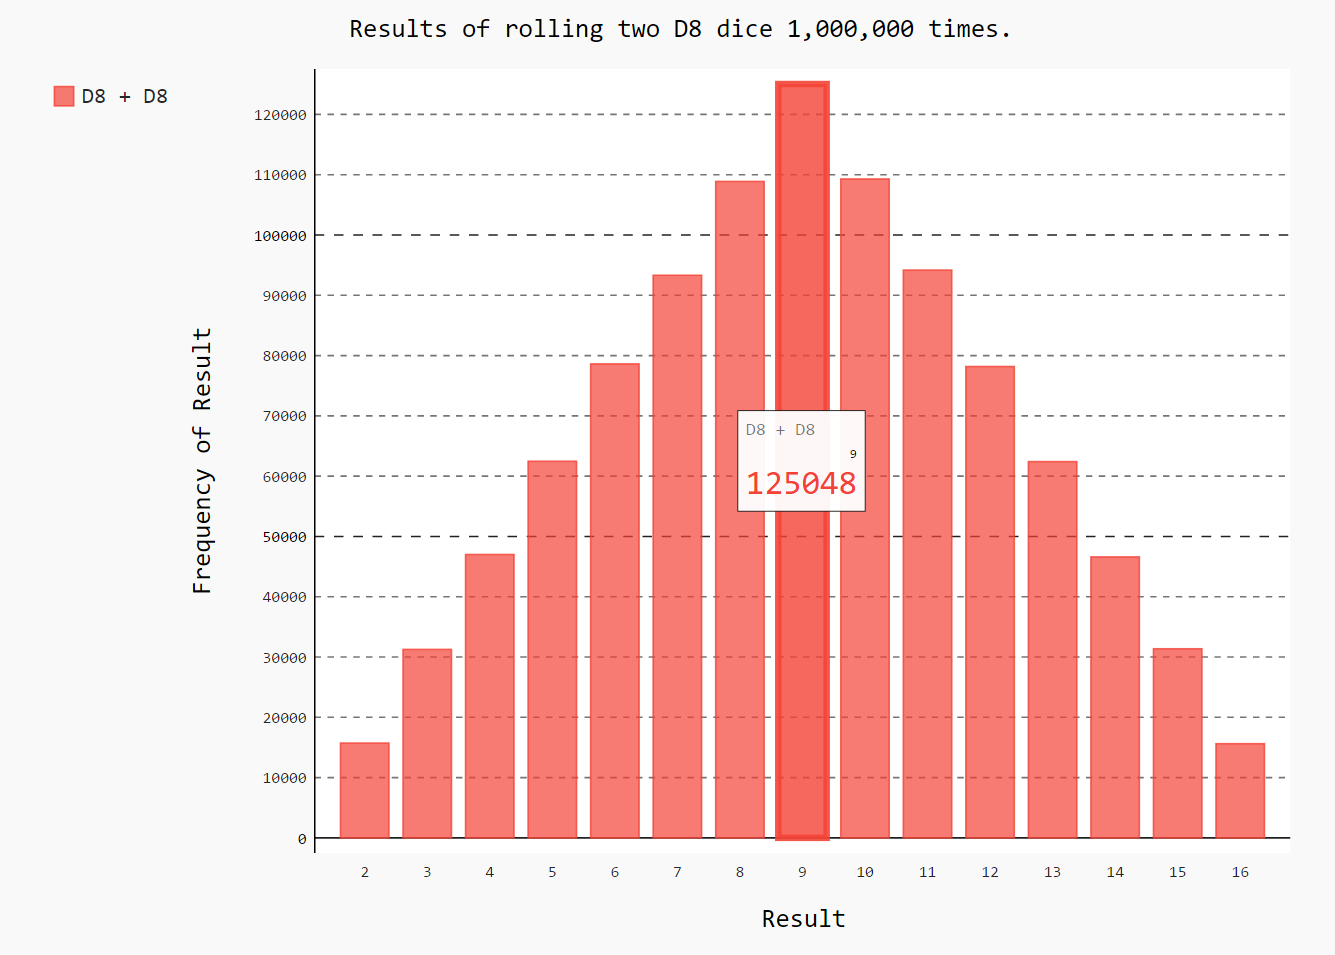 Results of rolling two D8 dice 1,000,000 times.
D8 + D8
Frequency of Result
120000
110000
100000
90000
80000
70000
60000
50000
40000
30000
20000
10000
0
D8 + D8
9
125048
2 3 4 5 6 7 8 9 10 11 12 13 14 15 16
Result